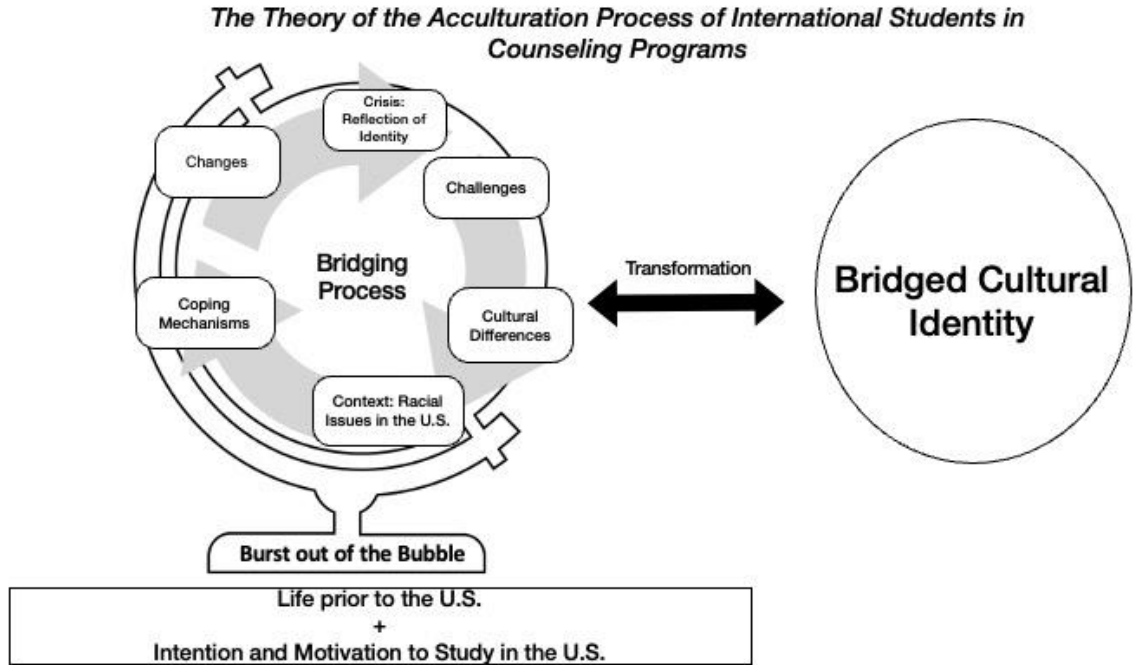 The Theory of the Acculturation Process of International Students in
Counseling Programs
Crisis:
Reflection of
Identity
Changes
Challenges
Bridging
Process
Coping
Mechanisms
Cultural
Differences
Context: Racial
Issues in the U.S.
Transformation
Bridged Cultural
Identity
Burst out of the Bubble
Life prior to the U.S.
+
Intention and Motivation to Study in the U.S.